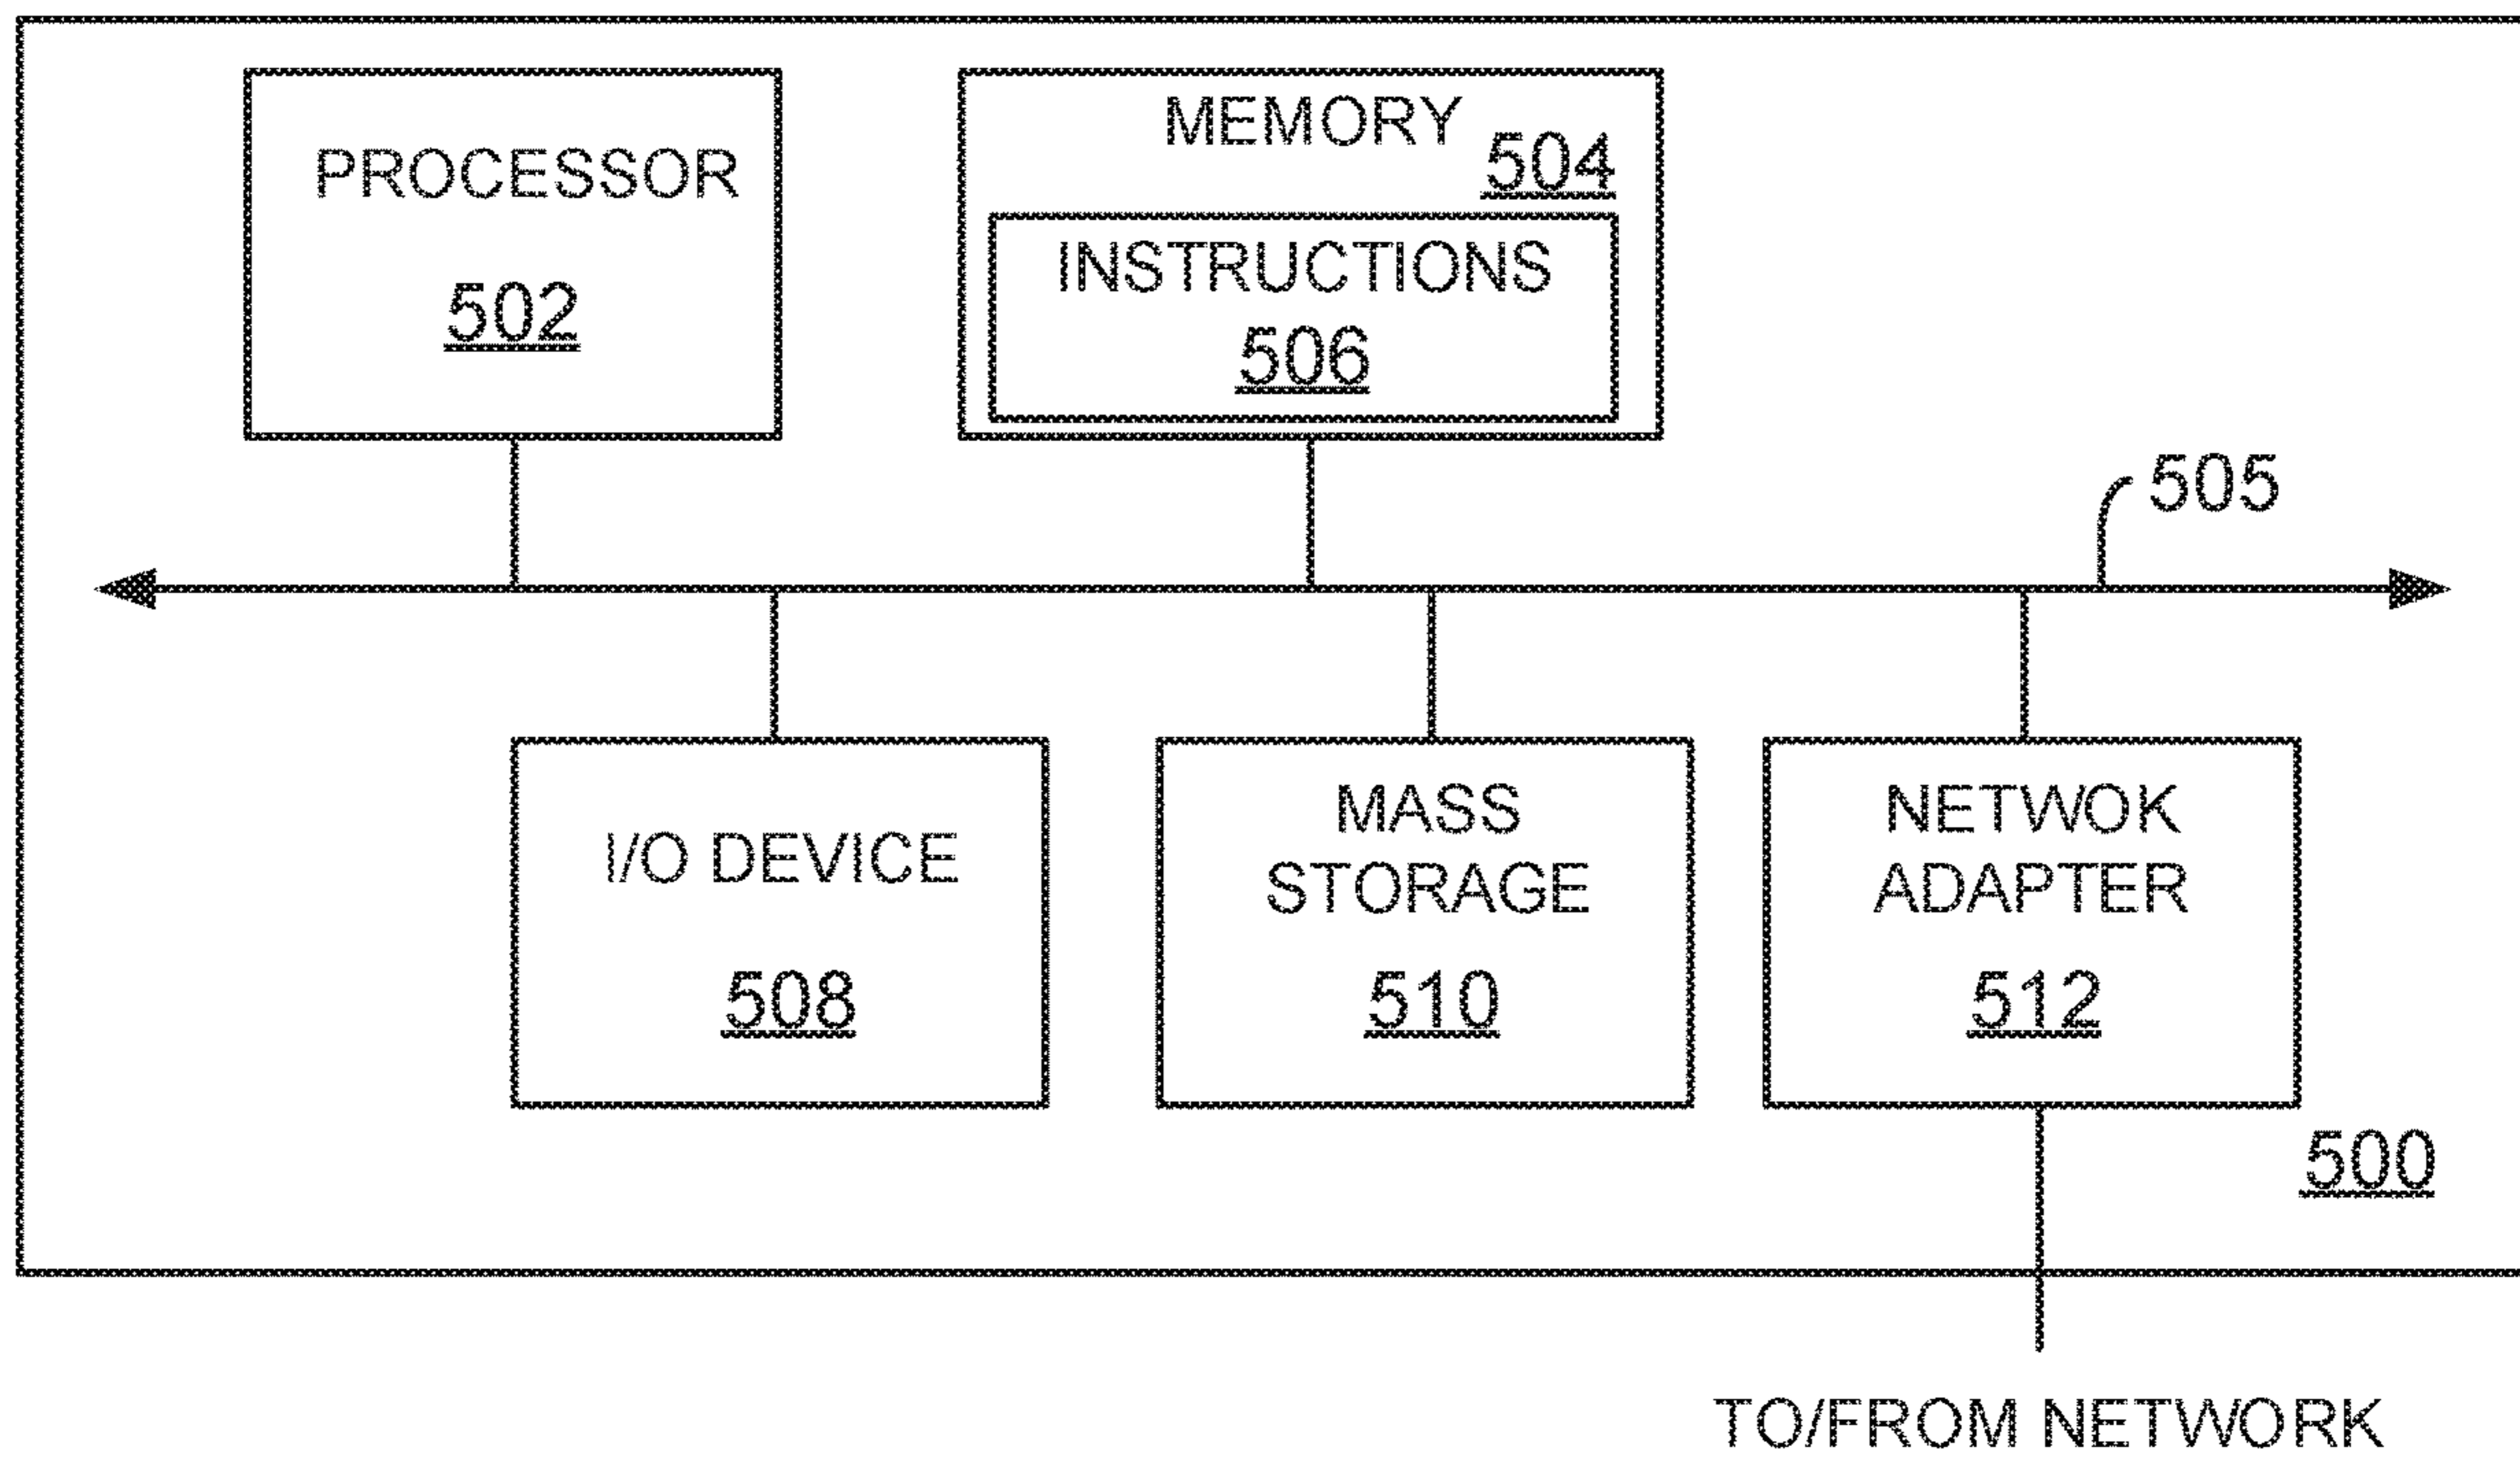 PROCESSOR
502
MEMORY
504
INSTRUCTIONS
506
505
I/O DEVICE
508
MASS
STORAGE
510
NETWOK
ADAPTER
512
500
TO/FROM NETWORK